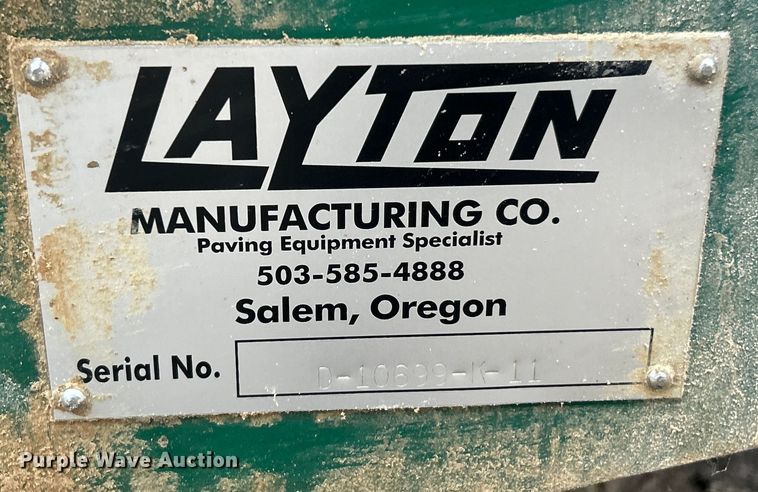 LAYTON
MANUFACTURING CO.
Paving Equipment Specialist
503-585-4888
Salem, Oregon
Serial No. D-10699-K-11
Purple Wave Auction